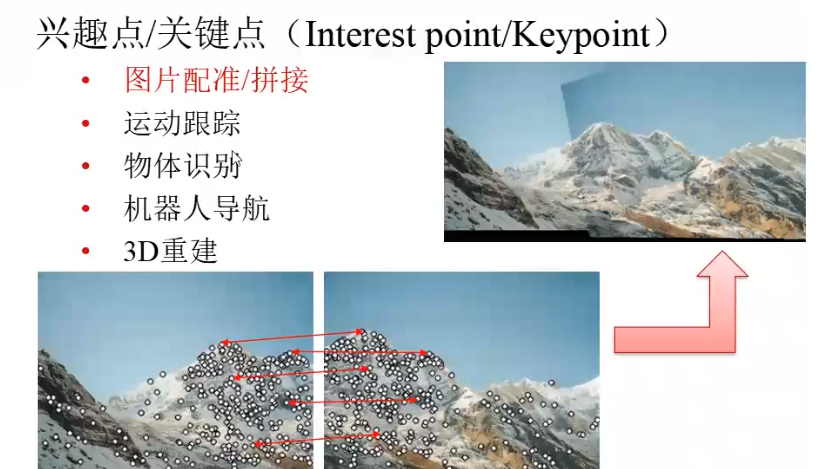 兴趣点/关键点（Interest point/Keypoint）
• 图片配准/拼接
• 运动跟踪
• 物体识别
• 机器人导航
• 3D重建